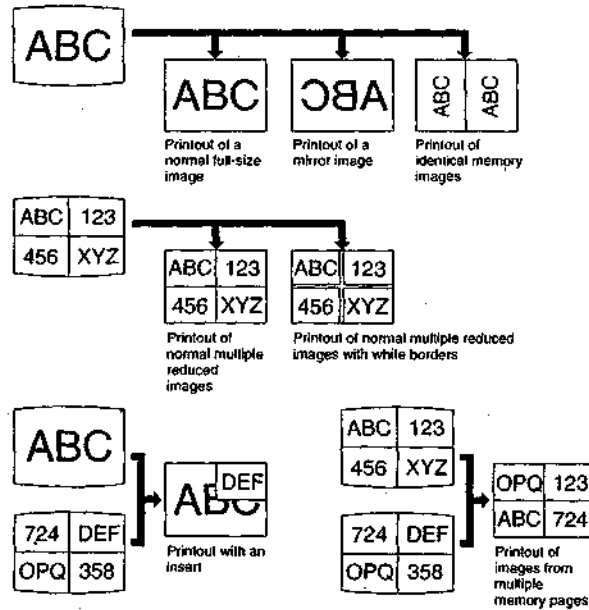 ABC
ABC
ABC
ABC
ABC
Printout of a
normal full-size
image
Printout of a
mirror image
Printout of
identical memory
images
ABC 123
456 XYZ
ABC 123
456 XYZ
ABC 123
456 XYZ
Printout of
normal multiple
reduced
images
Printout of normal multiple reduced
images with white borders
ABC
724 DEF
OPQ 358
DEF
ABC
Printout with an
insert
ABC 123
456 XYZ
724 DEF
OPQ 358
OPQ 123
ABC 724
Printout of
images from
multiple
memory pages